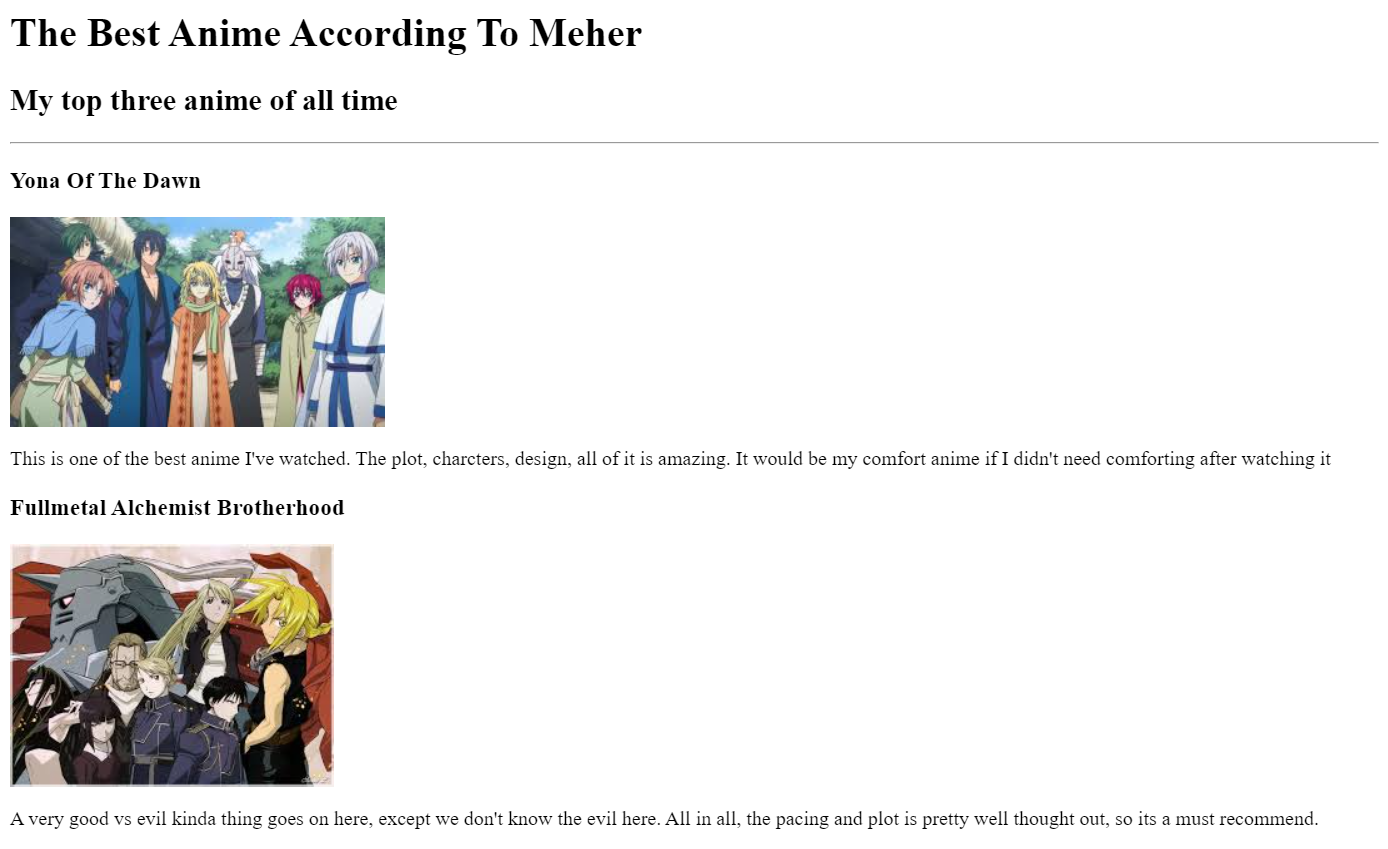 The Best Anime According To Meher
My top three anime of all time
Yona Of The Dawn
This is one of the best anime I've watched. The plot, charcters, design, all of it is amazing. It would be my comfort anime if I didn't need comforting after watching it
Fullmetal Alchemist Brotherhood
A very good vs evil kinda thing goes on here, except we don't know the evil here. All in all, the pacing and plot is pretty well thought out, so its a must recommend.